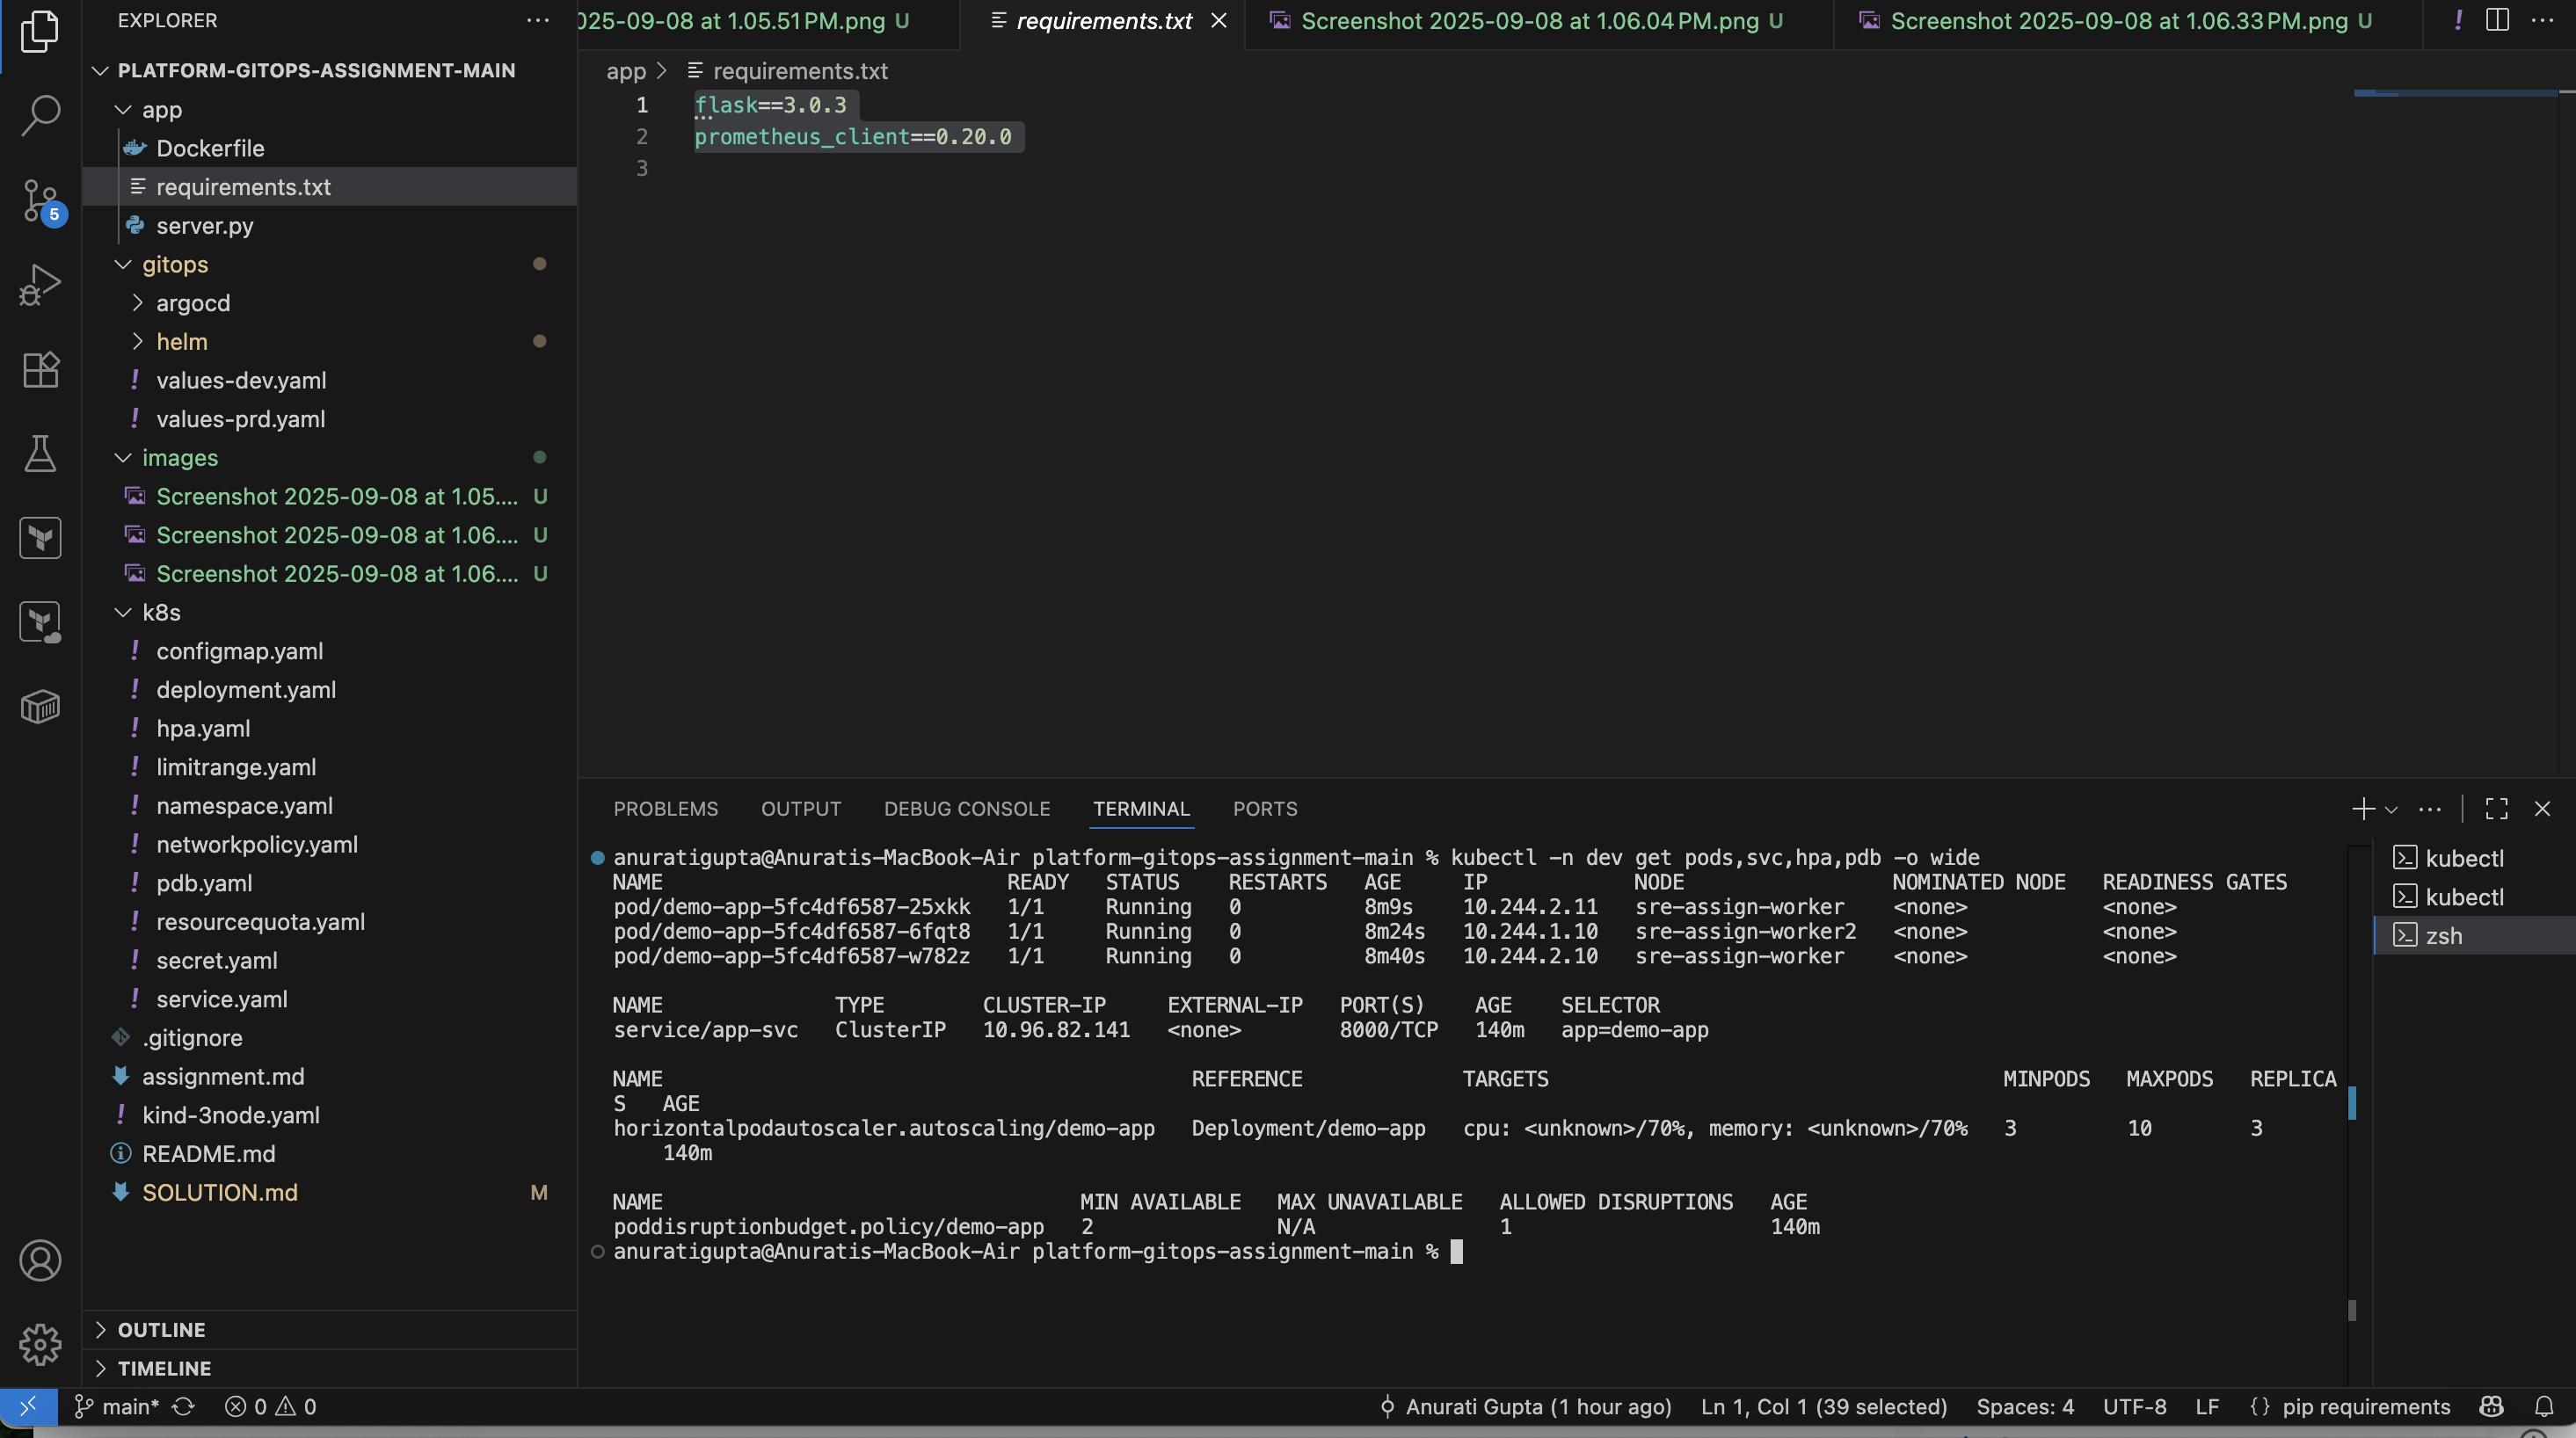 EXPLORER
PLATFORM-GITOPS-ASSIGNMENT-MAIN
app
Dockerfile
requirements.txt
server.py
gitops
argocd
helm
values-dev.yaml
values-prd.yaml
images
Screenshot 2025-09-08 at 1.05.... U
Screenshot 2025-09-08 at 1.06.... U
Screenshot 2025-09-08 at 1.06.... U
k8s
configmap.yaml
deployment.yaml
hpa.yaml
limitrange.yaml
namespace.yaml
networkpolicy.yaml
pdb.yaml
resourcequota.yaml
secret.yaml
service.yaml
.gitignore
assignment.md
kind-3node.yaml
README.md
SOLUTION.md M
OUTLINE
TIMELINE
5
025-09-08 at 1.05.51 PM.png U
requirements.txt
Screenshot 2025-09-08 at 1.06.04 PM.png U
Screenshot 2025-09-08 at 1.06.33 PM.png U
app > requirements.txt
1 flask==3.0.3
2 prometheus_client==0.20.0
3
PROBLEMS OUTPUT DEBUG CONSOLE TERMINAL PORTS
anuratigupta@Anuratis-MacBook-Air platform-gitops-assignment-main % kubectl -n dev get pods,svc,hpa,pdb -o wide
NAME READY STATUS RESTARTS AGE IP NODE NOMINATED NODE READINESS GATES
pod/demo-app-5fc4df6587-25xkk 1/1 Running 0 8m9s 10.244.2.11 sre-assign-worker <none> <none>
pod/demo-app-5fc4df6587-6fqt8 1/1 Running 0 8m24s 10.244.1.10 sre-assign-worker2 <none> <none>
pod/demo-app-5fc4df6587-w782z 1/1 Running 0 8m40s 10.244.2.10 sre-assign-worker <none> <none>
NAME TYPE CLUSTER-IP EXTERNAL-IP PORT(S) AGE SELECTOR
service/app-svc ClusterIP 10.96.82.141 <none> 8000/TCP 140m app=demo-app
NAME REFERENCE TARGETS MINPODS MAXPODS REPLICA
S AGE
horizontalpodautoscaler.autoscaling/demo-app Deployment/demo-app cpu: <unknown>/70%, memory: <unknown>/70% 3 10 3
140m
NAME MIN AVAILABLE MAX UNAVAILABLE ALLOWED DISRUPTIONS AGE
poddisruptionbudget.policy/demo-app 2 N/A 1 140m
anuratigupta@Anuratis-MacBook-Air platform-gitops-assignment-main %
kubectl
kubectl
zsh
main* 0 0 Anurati Gupta (1 hour ago) Ln 1, Col 1 (39 selected) Spaces: 4 UTF-8 LF {} pip requirements